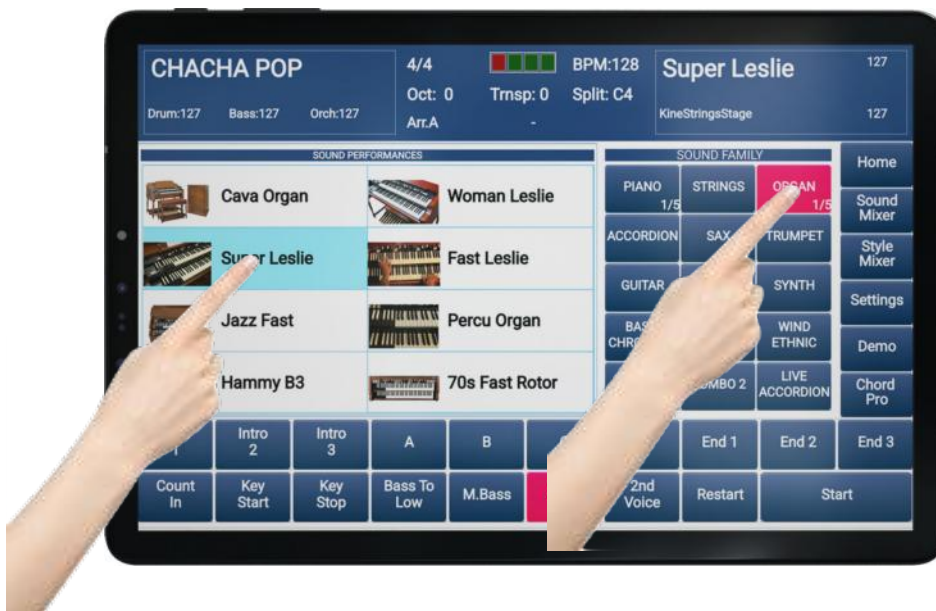 CHACHA POP
4/4
BPM:128
Super Leslie
127
Oct: 0
Trnsp: 0
Split: C4
Drum:127
Bass:127
Orch:127
Arr.A
-
KineStringsStage
127
SOUND PERFORMANCES
SOUND FAMILY
Home
Cava Organ
Woman Leslie
PIANO
1/5
STRINGS
ORGAN
1/5
Sound
Mixer
Super Leslie
Fast Leslie
ACCORDION
SAX
TRUMPET
Style
Mixer
Jazz Fast
Percu Organ
GUITAR
SYNTH
Settings
WIND
ETHNIC
Demo
Hammy B3
70s Fast Rotor
LIVE
ACCORDION
Chord
Pro
Intro
2
Intro
3
A
B
End 1
End 2
End 3
Count
In
Key
Start
Key
Stop
Bass To
Low
M.Bass
2nd
Voice
Restart
Start